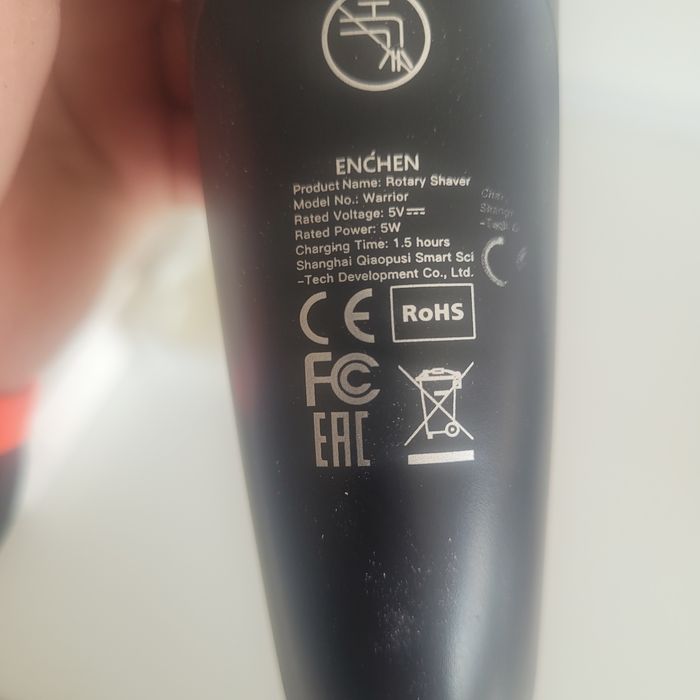 ENĆHEN
Product Name: Rotary Shaver
Model No.: Warrior
Rated Voltage: 5V⎓
Rated Power: 5W
Charging Time: 1.5 hours
Shanghai Qiaopusi Smart Sci
-Tech Development Co., Ltd.
CE RoHS
FC
EAC